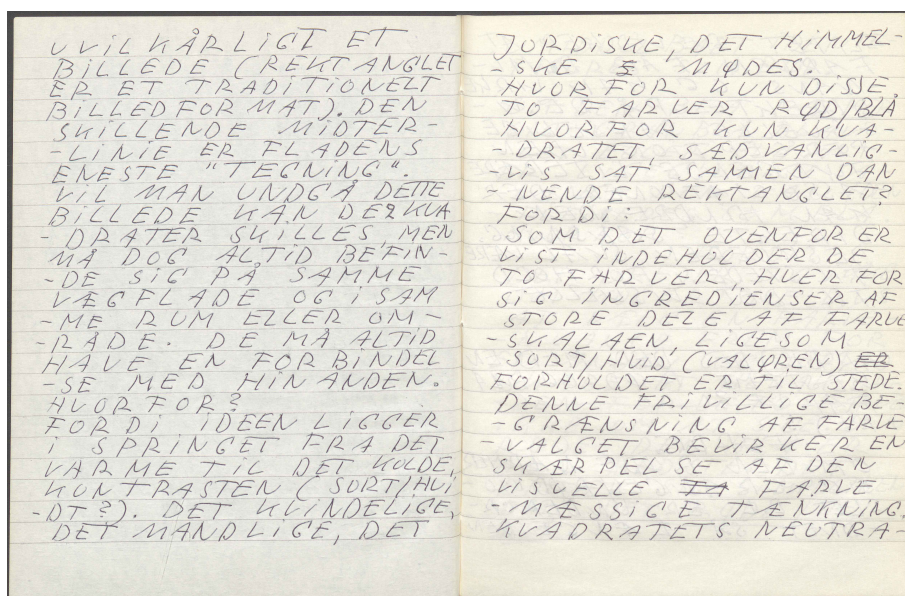 UVILKÅRLIGT ET
BILLEDE (REKTANGLET
ER ET TRADITIONELT
BILLEDFORMAT). DEN
SKILLENDE MIDTER-
-LINIE ER FLADENS
ENESTE "TEGNING".
VIL MAN UNDGÅ DETTE
BILLEDE KAN DE 2 KVA
-DRATER SKILLES, MEN
MÅ DOG ALTID BEFIN-
-DE SIG PÅ SAMME
VÆGFLADE OG I SAM
-ME RUM ELLER OM-
-RÅDE. DE MÅ ALTID
HAVE EN FORBINDEL
-SE MED HINANDEN.
HVORFOR?
FORDI IDEEN LIGGER
I SPRINGET FRA DET
VARME TIL DET KOLDE,
KONTRASTEN (SORT/HVI
-DT?). DET KVINDELIGE,
DET MANDLIGE, DET
JORDISKE, DET HIMMEL-
-SKE S MØDES.
HVORFOR KUN DISSE
TO FARVER RØD/BLÅ
HVORFOR KUN KVA-
-DRATET, SÆDVANLIG-
-VIS SAT SAMMEN DAN
-NENDE REKTANGLET?
FORDI:
SOM DET OVENFOR ER
VIST INDEHOLDER DE
TO FARVER, HVER FOR
SIG INGREDIENSER AF
STORE DELE AF FARVE
-SKALAEN, LIGESOM
SORT/HVID (VALØREN) ER
FORHOLDET ER TIL STEDE.
DENNE FRIVILLIGE BE-
-GRÆNSNING AF FARVE
-VALGET BEVIRKER EN
SKÆRPELSE AF DEN
VISUELLE FA FARVE
-MÆSSIGE TÆNKNING.
KVADRATETS NEUTRA-